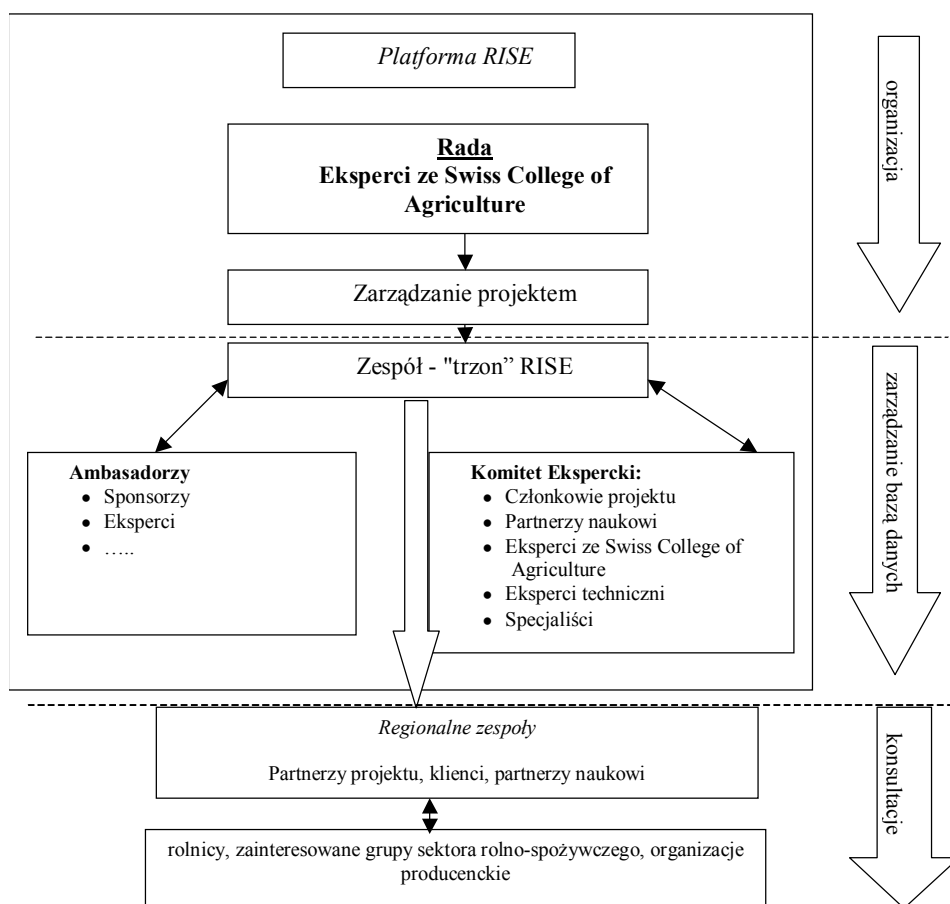 Platforma RISE
organizacja
Rada
Eksperci ze Swiss College of
Agriculture
Zarządzanie projektem
Zespół - "trzon” RISE
zarządzanie bazą danych
Ambasadorzy
● Sponsorzy
● Eksperci
● …..
Komitet Ekspercki:
● Członkowie projektu
● Partnerzy naukowi
● Eksperci ze Swiss College of
Agriculture
● Eksperci techniczni
● Specjaliści
Regionalne zespoły
Partnerzy projektu, klienci, partnerzy naukowi
konsultacje
rolnicy, zainteresowane grupy sektora rolno-spożywczego, organizacje
producenckie